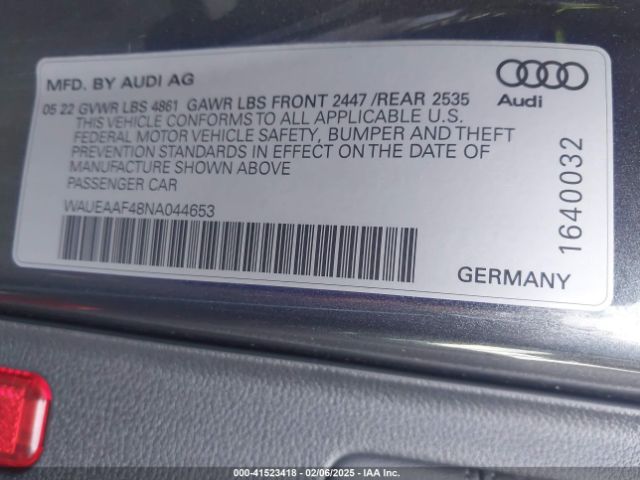 MFD. BY AUDI AG
05 22 GVWR LBS 4861 GAWR LBS FRONT 2447 /REAR 2535
THIS VEHICLE CONFORMS TO ALL APPLICABLE U.S.
FEDERAL MOTOR VEHICLE SAFETY, BUMPER AND THEFT
PREVENTION STANDARDS IN EFFECT ON THE DATE OF
MANUFACTURE SHOWN ABOVE
PASSENGER CAR
WAUEAAF48NA044653
Audi
1640032
GERMANY
000-41523418 - 02/06/2025 - IAA Inc.